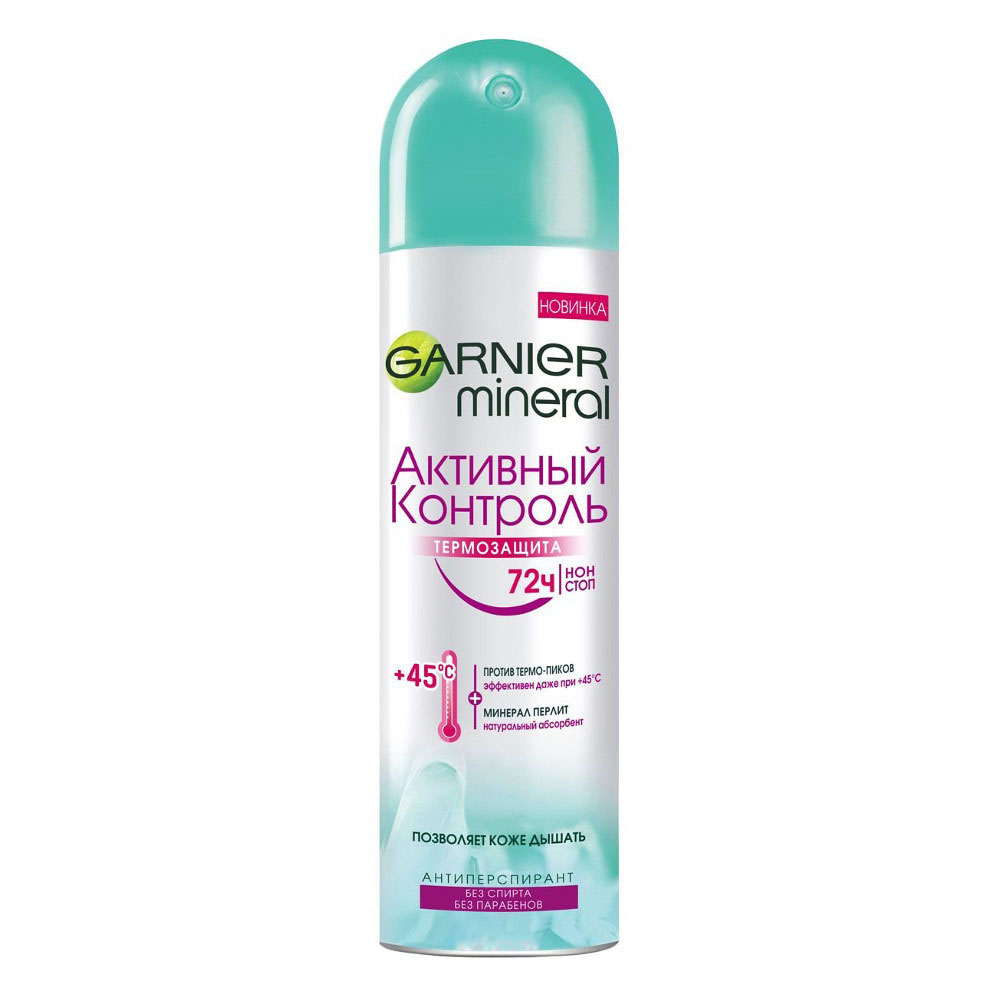 НОВИНКА
GARNIER
mineral
Активный
Контроль
ТЕРМОЗАЩИТА
72ч НОН
СТОП
+45°C
ПРОТИВ ТЕРМО-ПИКОВ
эффективен даже при +45°C
+
МИНЕРАЛ ПЕРЛИТ
натуральный абсорбент
ПОЗВОЛЯЕТ КОЖЕ ДЫШАТЬ
АНТИПЕРСПИРАНТ
БЕЗ СПИРТА
БЕЗ ПАРАБЕНОВ